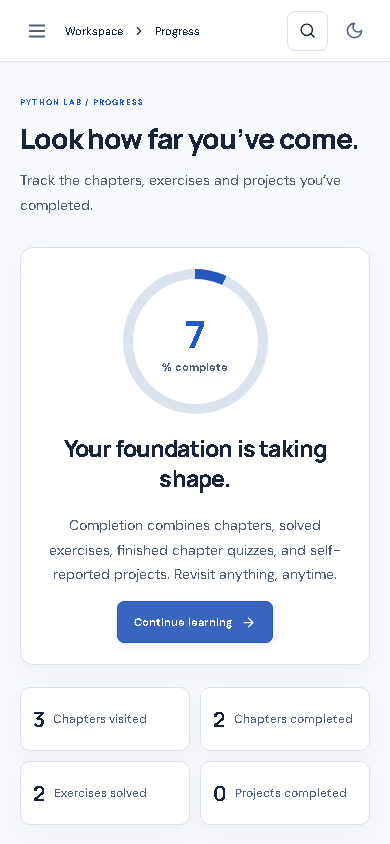 Workspace > Progress
PYTHON LAB / PROGRESS
Look how far you’ve come.
Track the chapters, exercises and projects you’ve
completed.
7
% complete
Your foundation is taking
shape.
Completion combines chapters, solved
exercises, finished chapter quizzes, and self-
reported projects. Revisit anything, anytime.
Continue learning →
3 Chapters visited
2 Chapters completed
2 Exercises solved
0 Projects completed